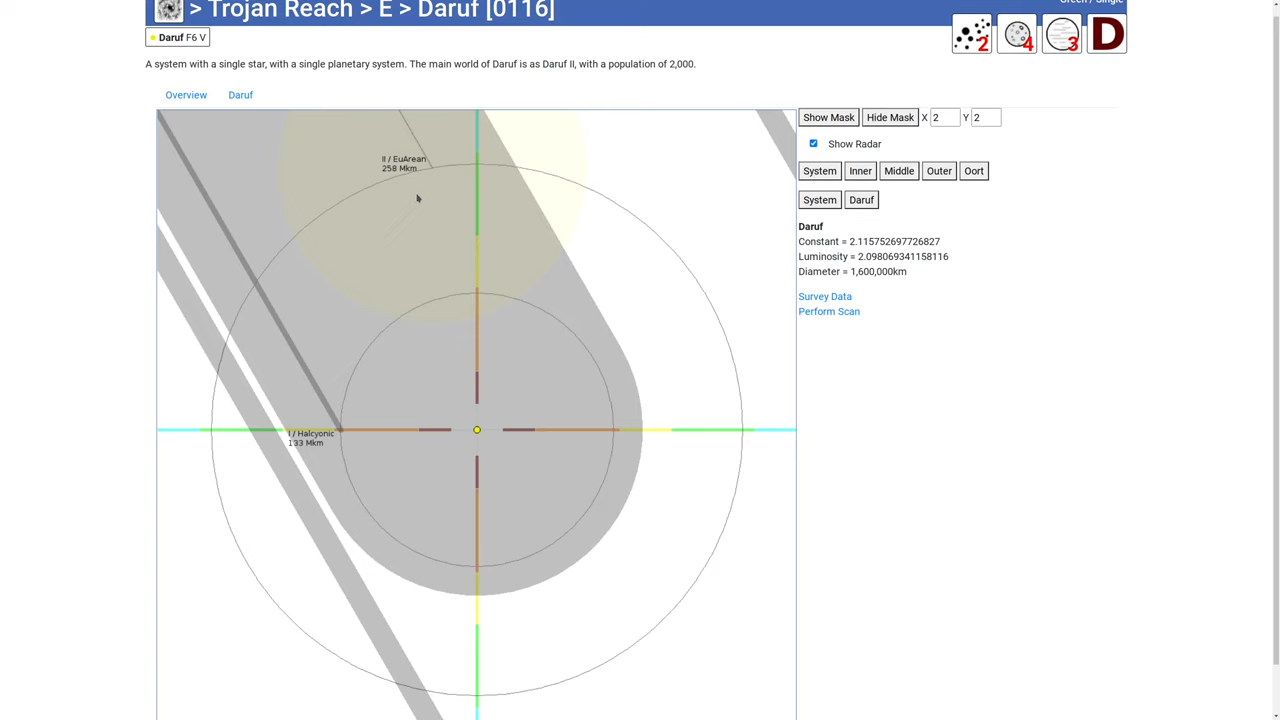 > Trojan Reach > E > Daruf [0116]
Green / Single
Daruf F6 V
2
4
3
D
A system with a single star, with a single planetary system. The main world of Daruf is as Daruf II, with a population of 2,000.
Overview Daruf
Show Mask Hide Mask X 2 Y 2
Show Radar
II / EuArean
258 Mkm
System Inner Middle Outer Oort
System Daruf
Daruf
Constant = 2.115752697726827
Luminosity = 2.098069341158116
Diameter = 1,600,000km
Survey Data
Perform Scan
I / Halcyonic
133 Mkm